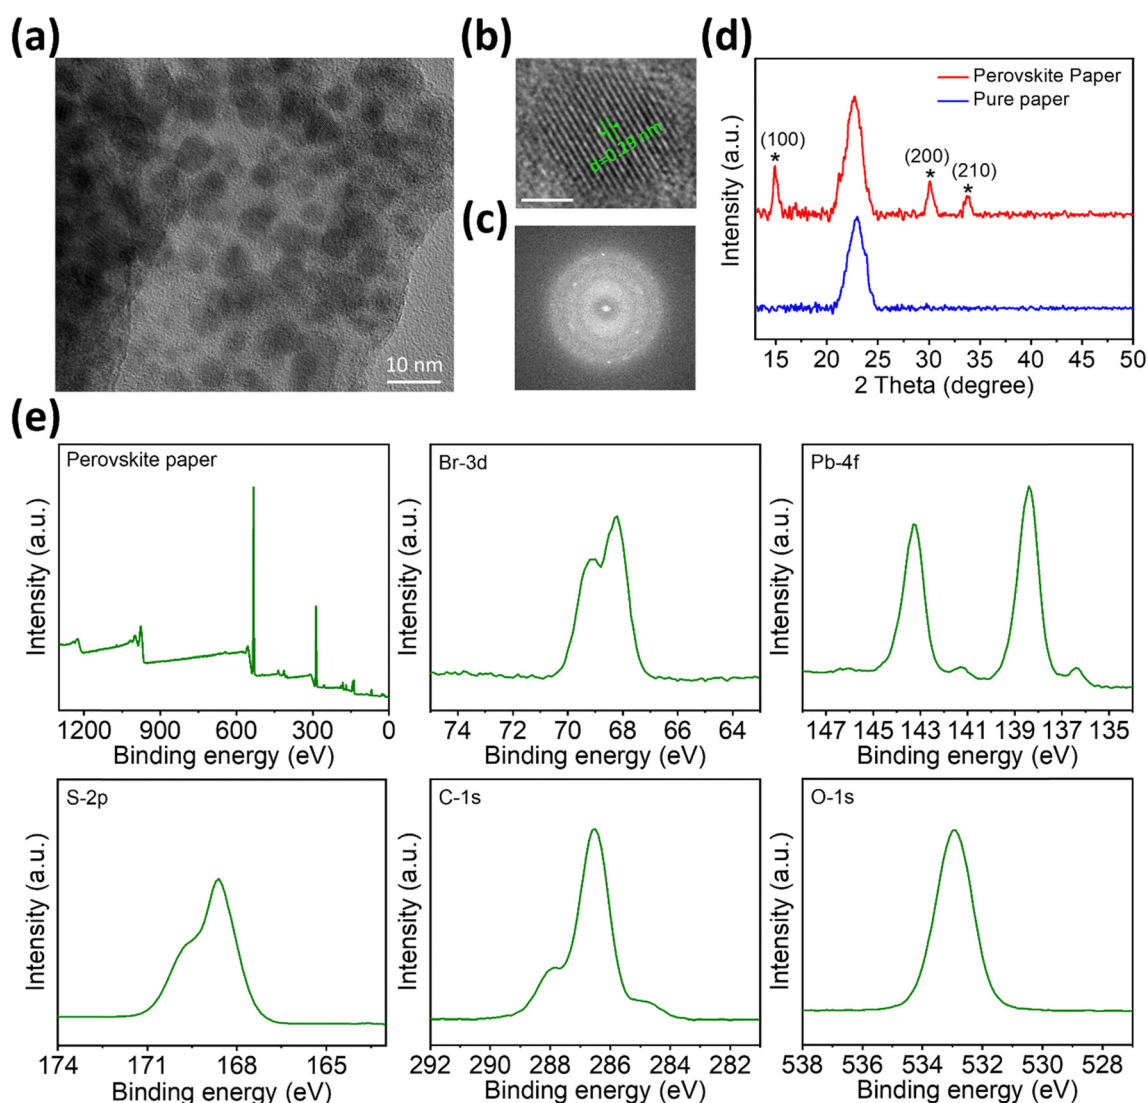 (a)
10 nm
(b)
d=0.29 nm
(c)
(d)
Perovskite Paper
Pure paper
(100)
*
(200)
*
(210)
*
Intensity (a.u.)
15 20 25 30 35 40 45 50
2 Theta (degree)
(e)
Perovskite paper
Intensity (a.u.)
1200 900 600 300 0
Binding energy (eV)
Br-3d
Intensity (a.u.)
74 72 70 68 66 64
Binding energy (eV)
Pb-4f
Intensity (a.u.)
147 145 143 141 139 137 135
Binding energy (eV)
S-2p
Intensity (a.u.)
174 171 168 165
Binding energy (eV)
C-1s
Intensity (a.u.)
292 290 288 286 284 282
Binding energy (eV)
O-1s
Intensity (a.u.)
538 536 534 532 530 528
Binding energy (eV)